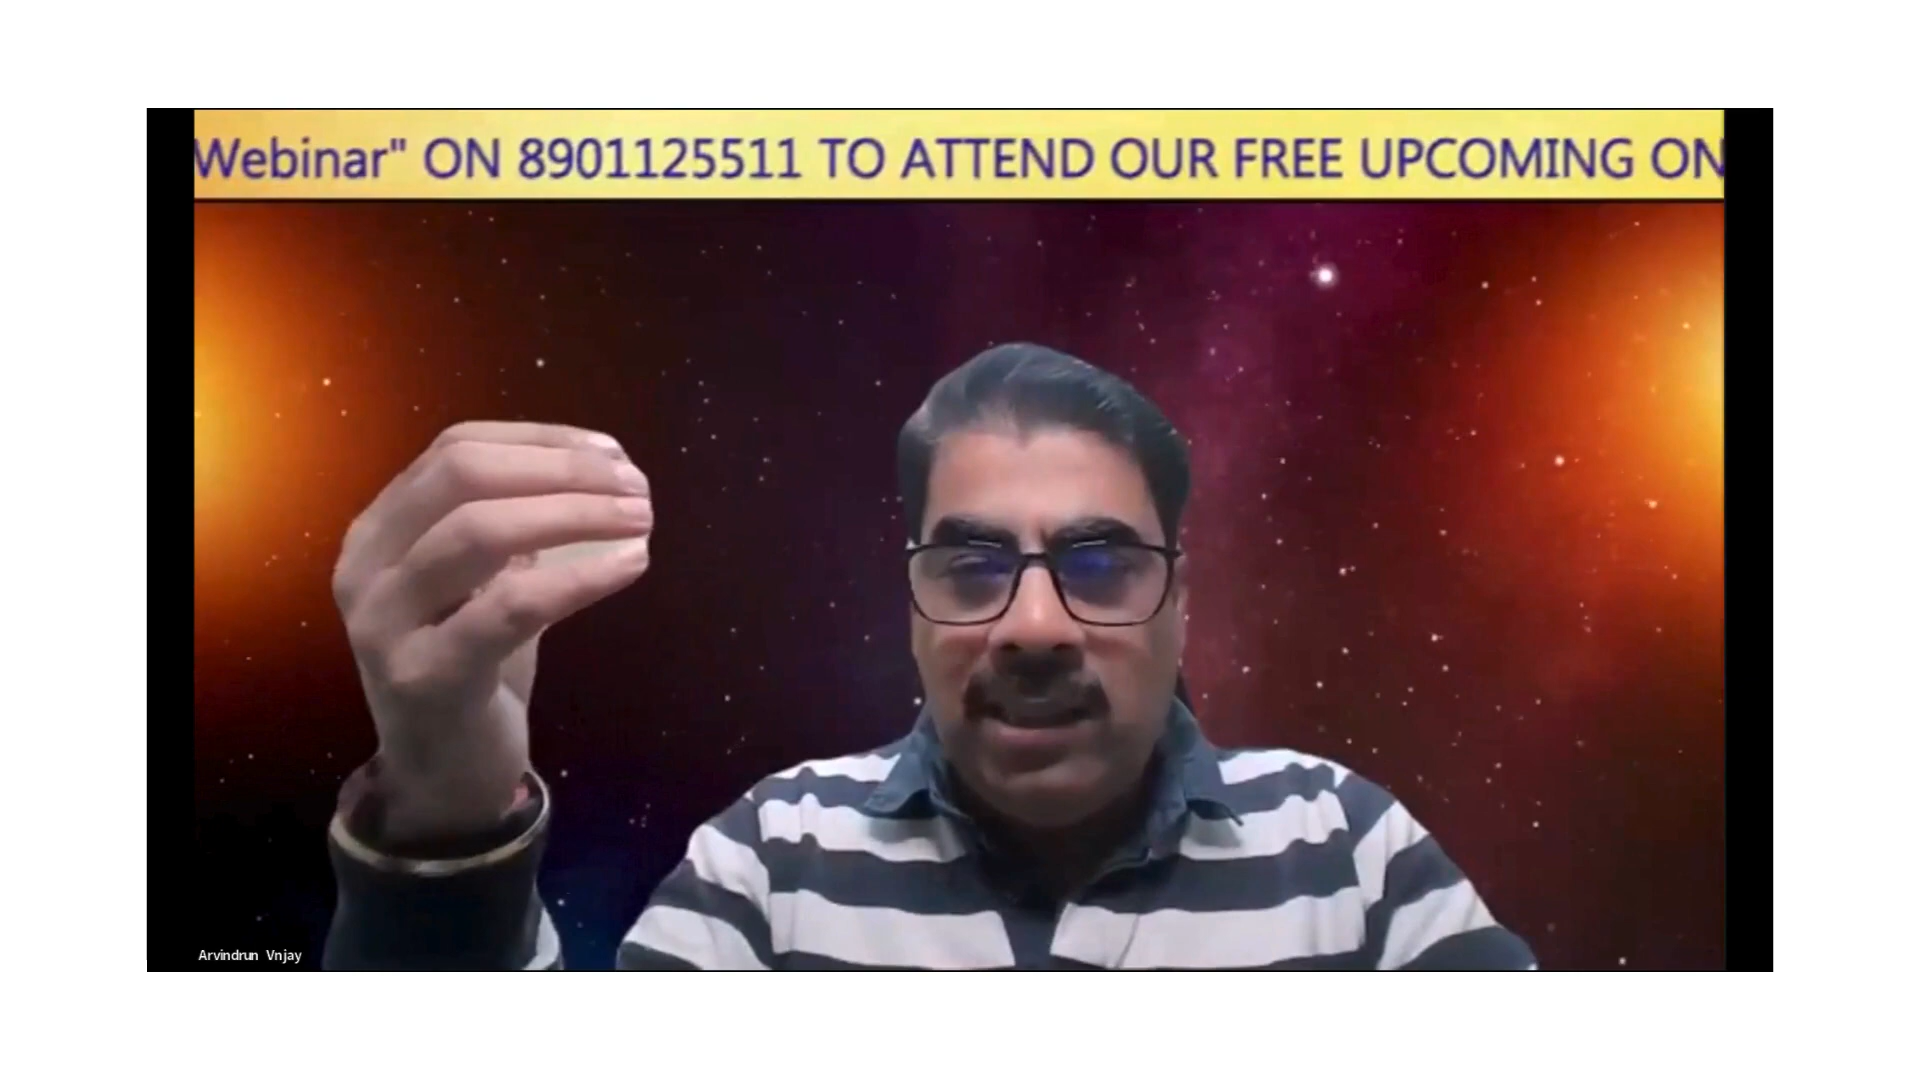 Webinar" ON 8901125511 TO ATTEND OUR FREE UPCOMING ON
Arvindrun Vnjay